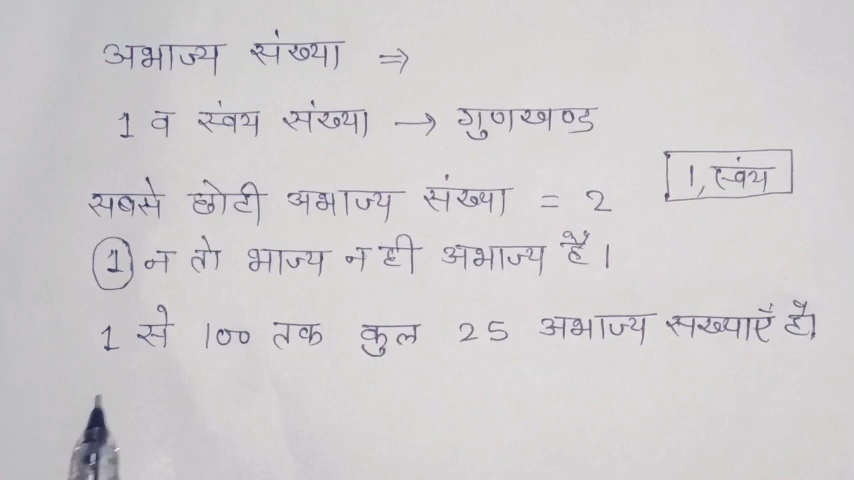 अभाज्य संख्या ⇒
1 व स्वंय संख्या → गुणखण्ड
1, स्वंय
सबसे छोटी अभाज्य संख्या = 2
1 न तो भाज्य न ही अभाज्य है।
1 से 100 तक कुल 25 अभाज्य सख्याएँ है।